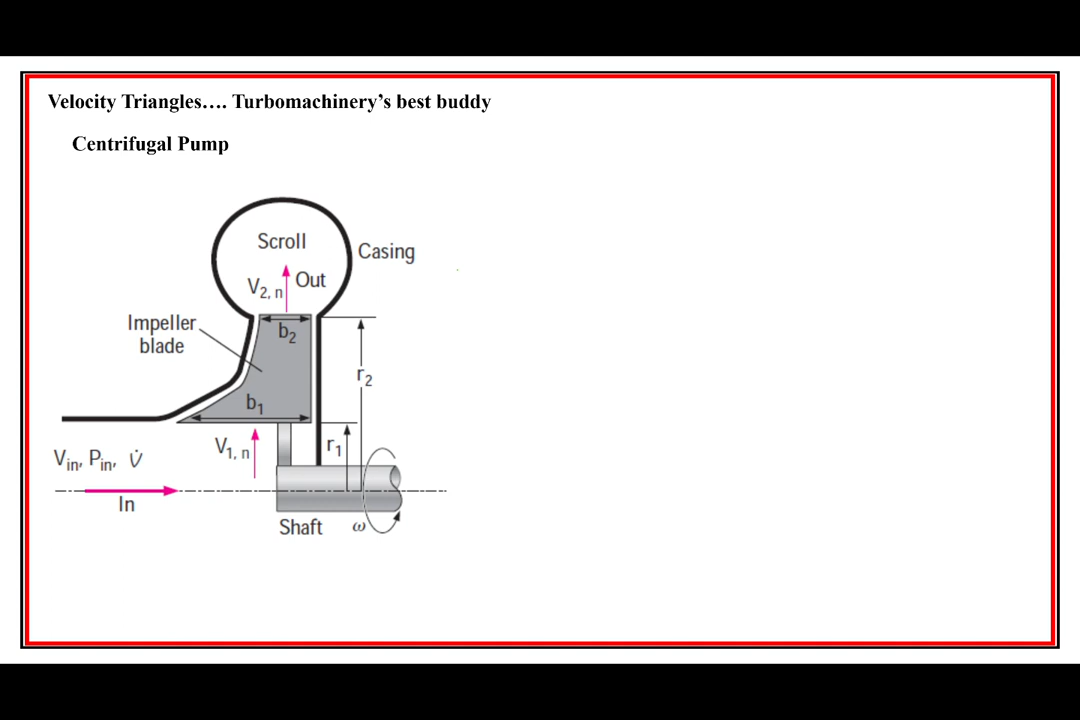 Velocity Triangles…. Turbomachinery’s best buddy
Centrifugal Pump
Scroll
Casing
V2, n
Out
Impeller
blade
b2
r2
b1
V1, n
r1
Vin, Pin, V̇
In
Shaft
ω